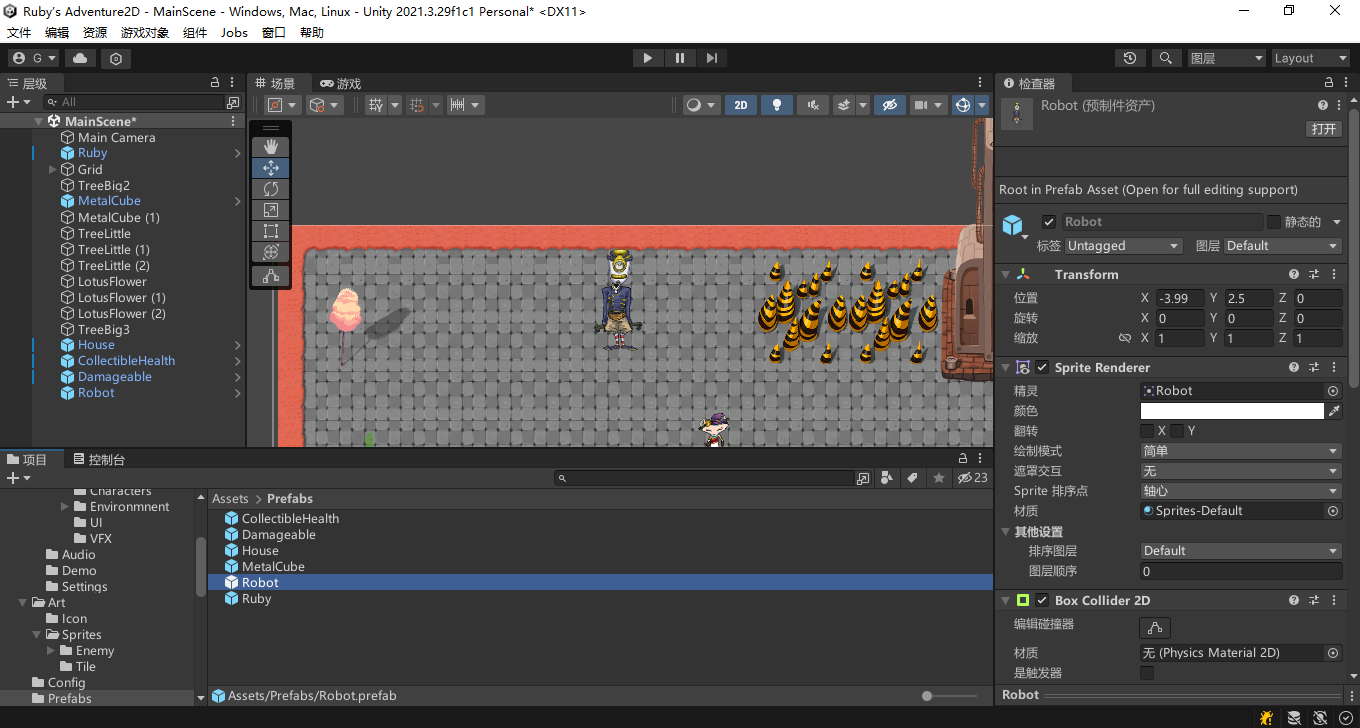 Ruby's Adventure2D - MainScene - Windows, Mac, Linux - Unity 2021.3.29f1c1 Personal* <DX11>
文件 编辑 资源 游戏对象 组件 Jobs 窗口 帮助
G 图层 Layout
层级
All
MainScene*
Main Camera
Ruby
Grid
TreeBig2
MetalCube
MetalCube (1)
TreeLittle
TreeLittle (1)
TreeLittle (2)
LotusFlower
LotusFlower (1)
LotusFlower (2)
TreeBig3
House
CollectibleHealth
Damageable
Robot
场景 游戏
2D
检查器
Robot (预制件资产)
打开
Root in Prefab Asset (Open for full editing support)
Robot 静态的
标签 Untagged 图层 Default
Transform
位置 X -3.99 Y 2.5 Z 0
旋转 X 0 Y 0 Z 0
缩放 X 1 Y 1 Z 1
Sprite Renderer
精灵 Robot
颜色
翻转 X Y
绘制模式 简单
遮罩交互 无
Sprite 排序点 轴心
材质 Sprites-Default
其他设置
排序图层 Default
图层顺序 0
Box Collider 2D
编辑碰撞器
材质 无 (Physics Material 2D)
是触发器
Robot
项目 控制台
23
Characters
Environmnent
UI
VFX
Audio
Demo
Settings
Art
Icon
Sprites
Enemy
Tile
Config
Prefabs
Assets > Prefabs
CollectibleHealth
Damageable
House
MetalCube
Robot
Ruby
Assets/Prefabs/Robot.prefab